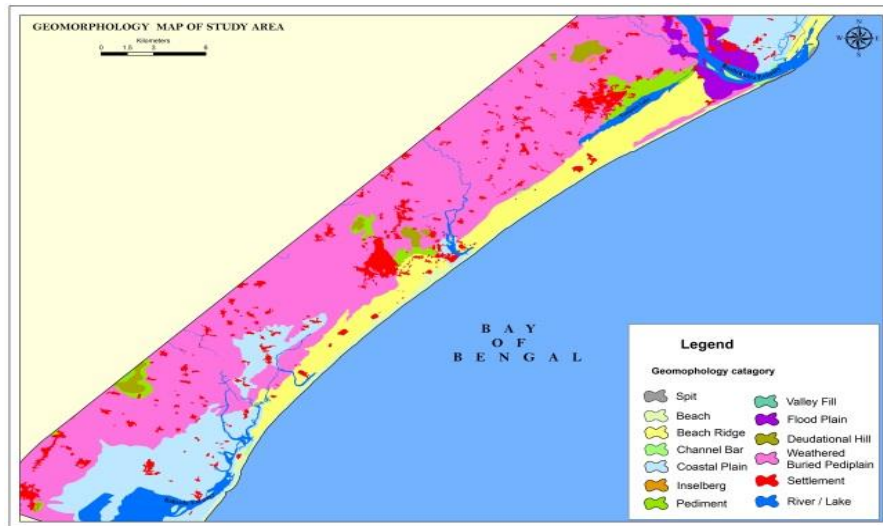 GEOMORPHOLOGY MAP OF STUDY AREA
Kilometers
0 1.5 3 6
N
W E
S
BAY
OF
BENGAL
Legend
Geomophology catagory
Spit
Beach
Beach Ridge
Channel Bar
Coastal Plain
Inselberg
Pediment
Valley Fill
Flood Plain
Deudational Hill
Weathered
Buried Pediplain
Settlement
River / Lake